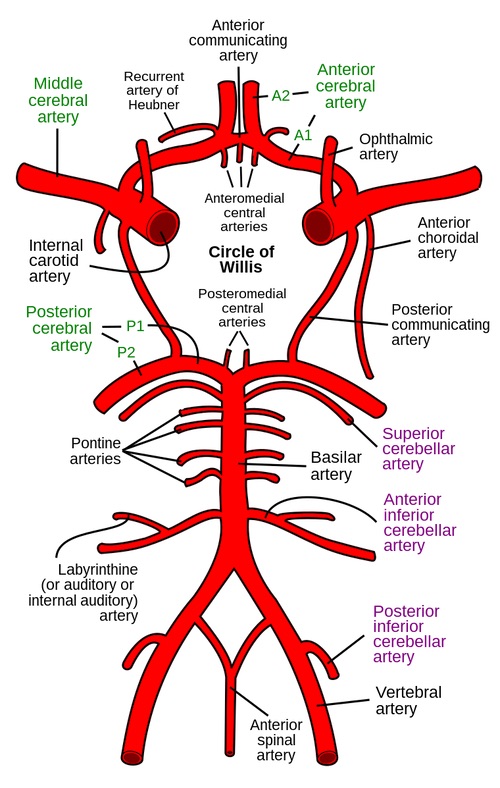 Anterior
communicating
artery
Middle
cerebral
artery
Recurrent
artery of
Heubner
A2
Anterior
cerebral
artery
A1
Ophthalmic
artery
Anteromedial
central
arteries
Internal
carotid
artery
Circle of
Willis
Anterior
choroidal
artery
Posteromedial
central
arteries
Posterior
cerebral
artery
P1
P2
Posterior
communicating
artery
Pontine
arteries
Basilar
artery
Superior
cerebellar
artery
Anterior
inferior
cerebellar
artery
Labyrinthine
(or auditory or
internal auditory)
artery
Posterior
inferior
cerebellar
artery
Vertebral
artery
Anterior
spinal
artery